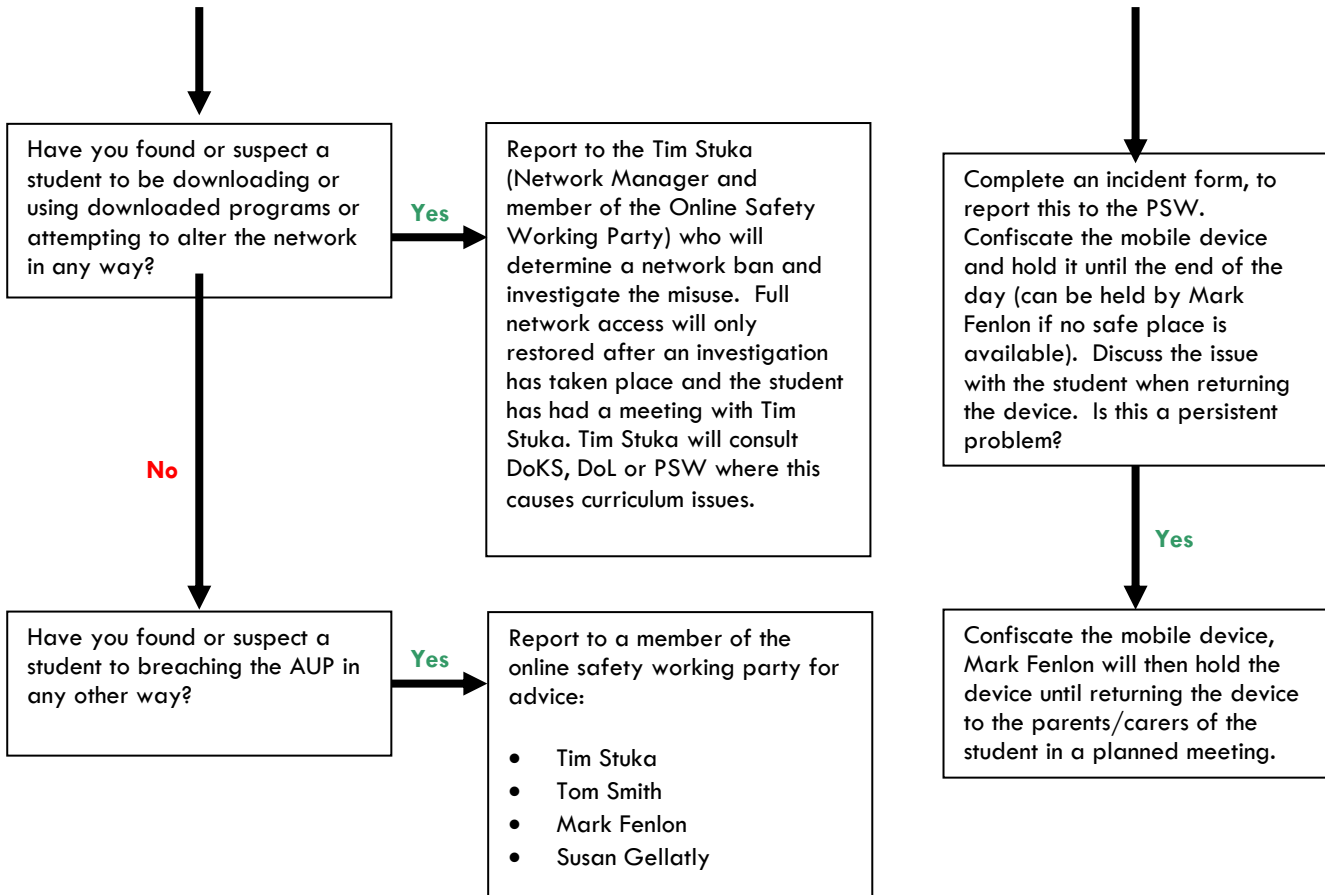 Have you found or suspect a
student to be downloading or
using downloaded programs or
attempting to alter the network
in any way?
Yes
Report to the Tim Stuka
(Network Manager and
member of the Online Safety
Working Party) who will
determine a network ban and
investigate the misuse.  Full
network access will only
restored after an investigation
has taken place and the student
has had a meeting with Tim
Stuka. Tim Stuka will consult
DoKS, DoL or PSW where this
causes curriculum issues.
No
Have you found or suspect a
student to breaching the AUP in
any other way?
Yes
Report to a member of the
online safety working party for
advice:
• Tim Stuka
• Tom Smith
• Mark Fenlon
• Susan Gellatly
Complete an incident form, to
report this to the PSW.
Confiscate the mobile device
and hold it until the end of the
day (can be held by Mark
Fenlon if no safe place is
available).  Discuss the issue
with the student when returning
the device.  Is this a persistent
problem?
Yes
Confiscate the mobile device,
Mark Fenlon will then hold the
device until returning the device
to the parents/carers of the
student in a planned meeting.